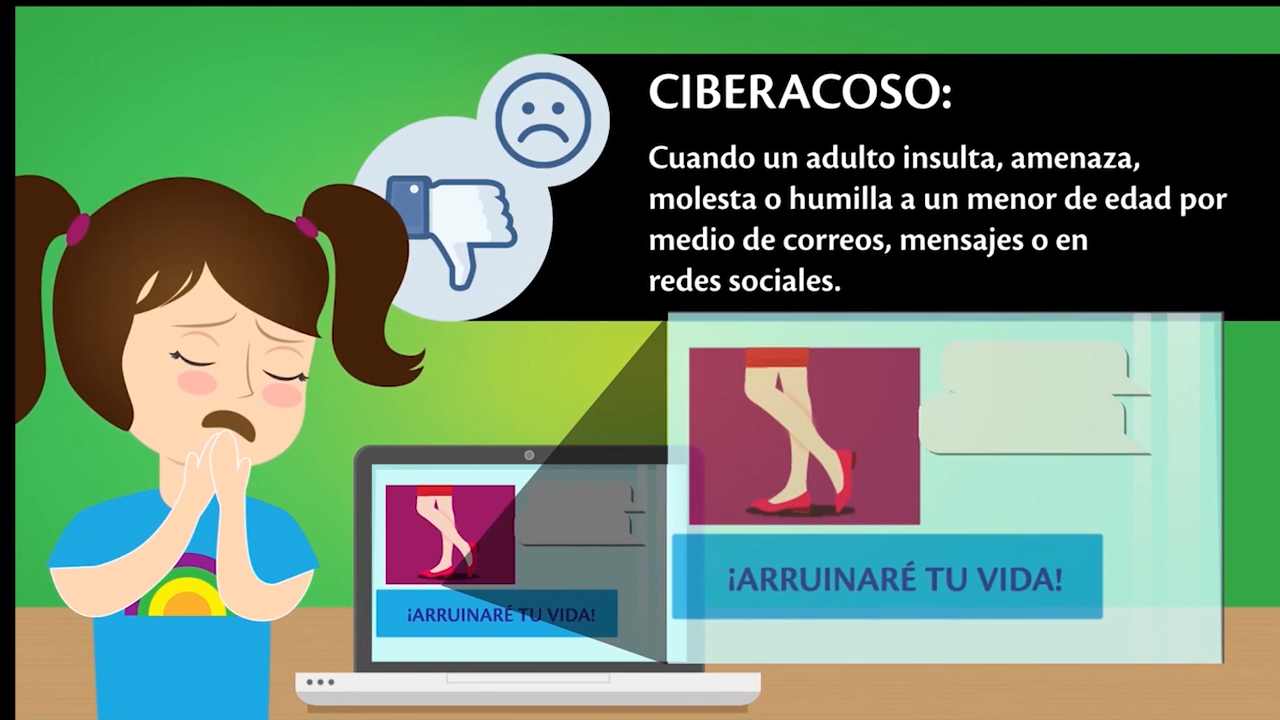 CIBERACOSO:
Cuando un adulto insulta, amenaza,
molesta o humilla a un menor de edad por
medio de correos, mensajes o en
redes sociales.
¡ARRUINARÉ TU VIDA!
¡ARRUINARÉ TU VIDA!